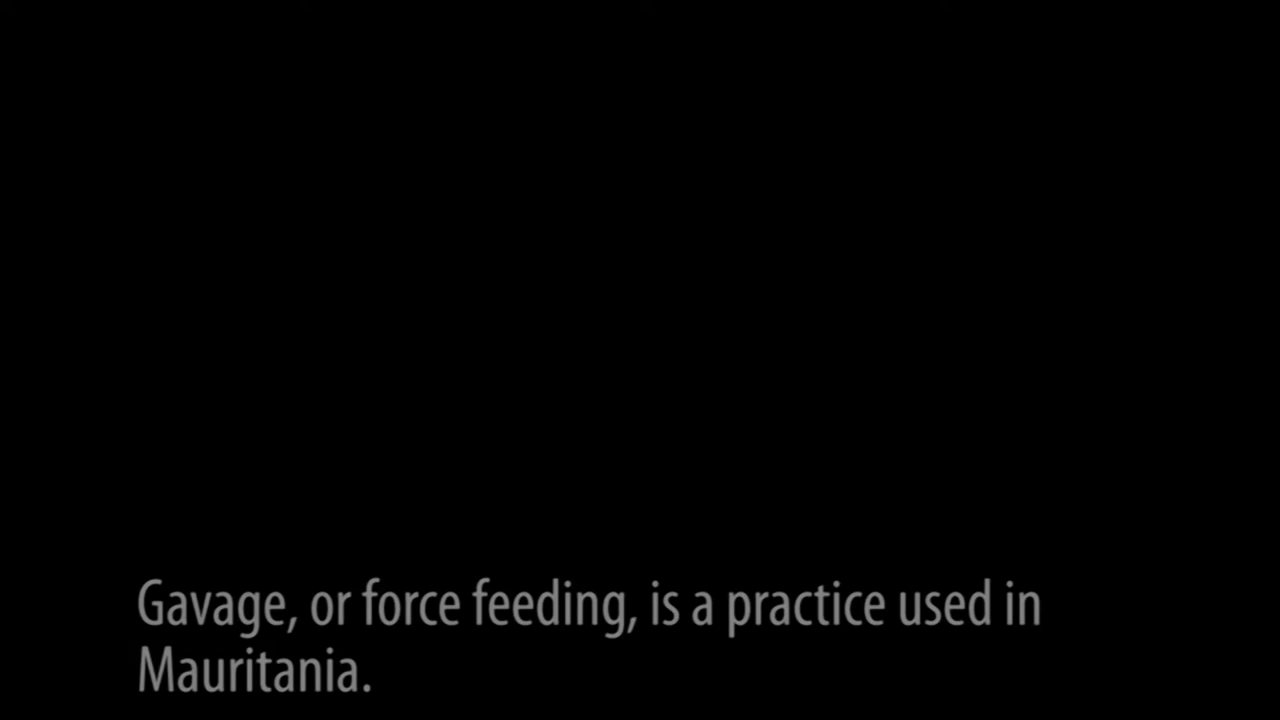 Gavage, or force feeding, is a practice used in
Mauritania.